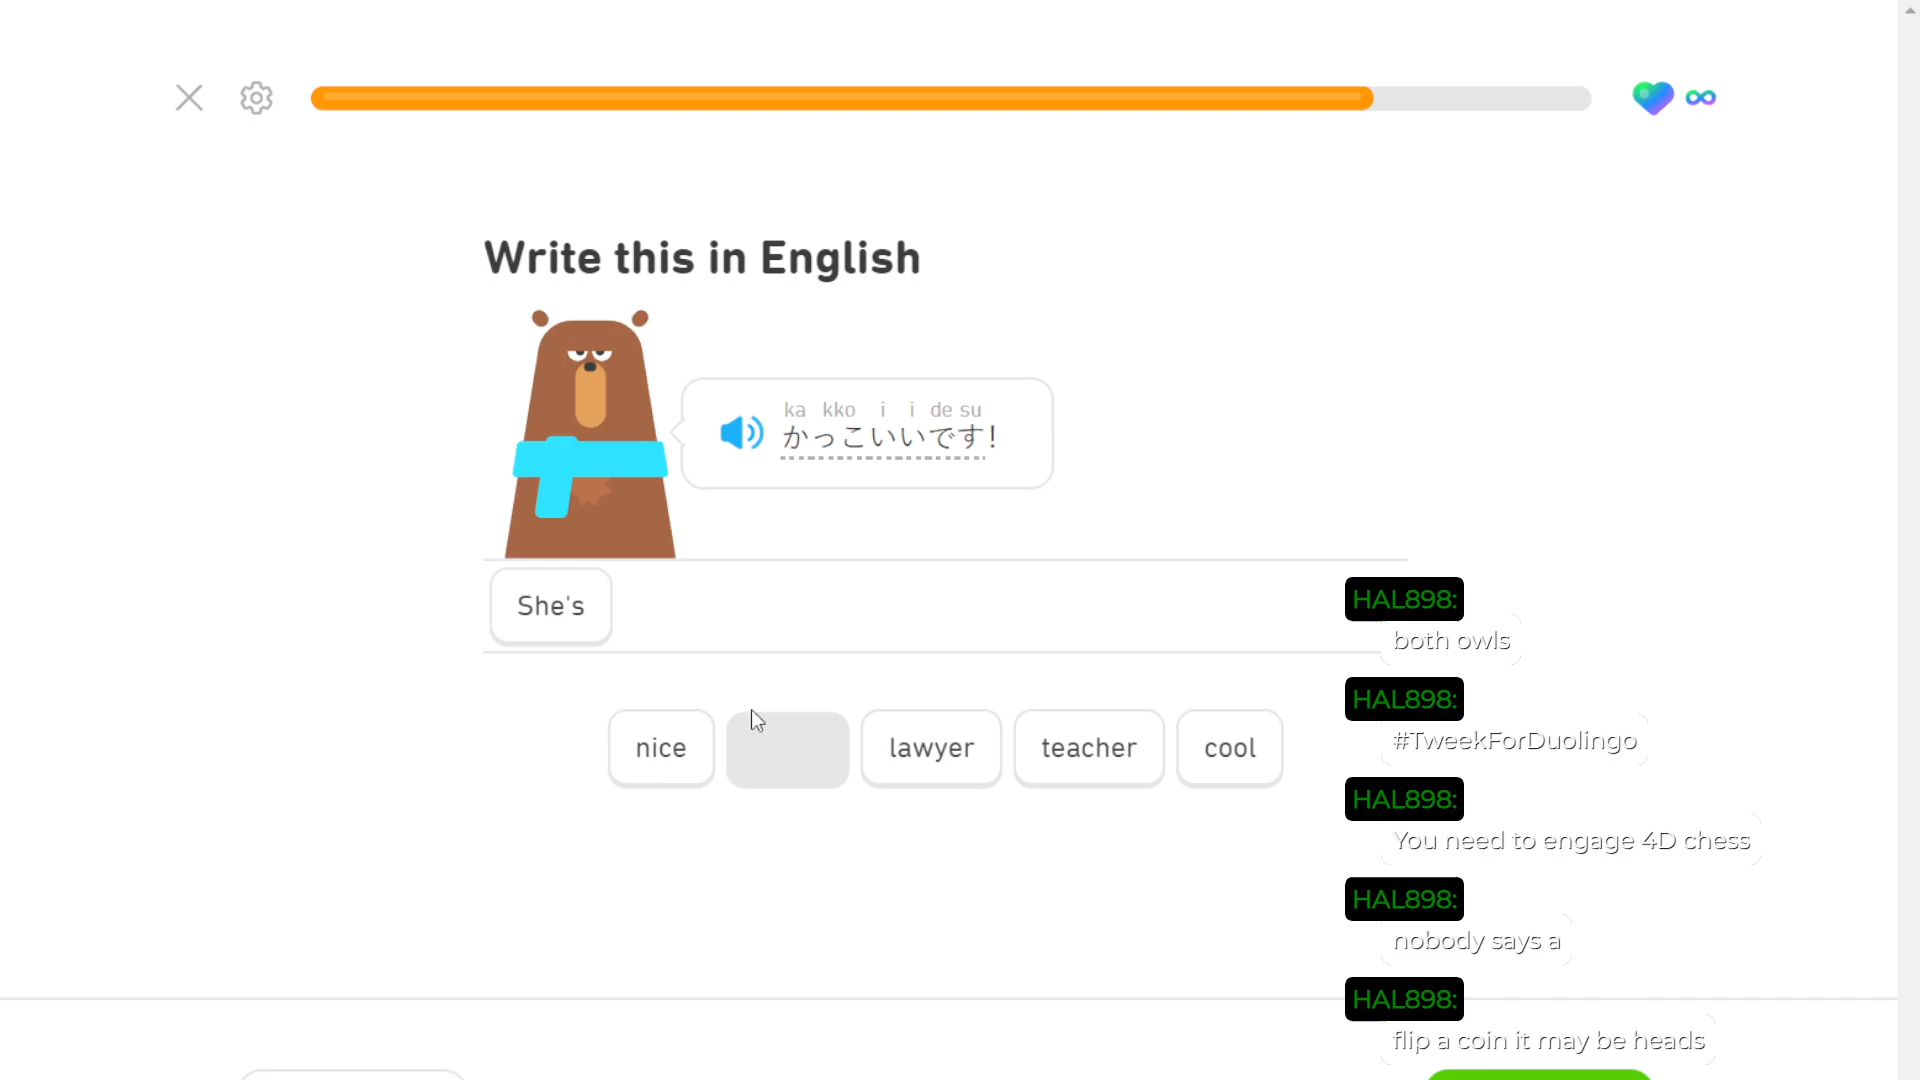 Write this in English
ka kko i i de su
かっこいいです!
She's
nice
lawyer
teacher
cool
HAL898:
both owls
HAL898:
#TweekForDuolingo
HAL898:
You need to engage 4D chess
HAL898:
nobody says a
HAL898:
flip a coin it may be heads